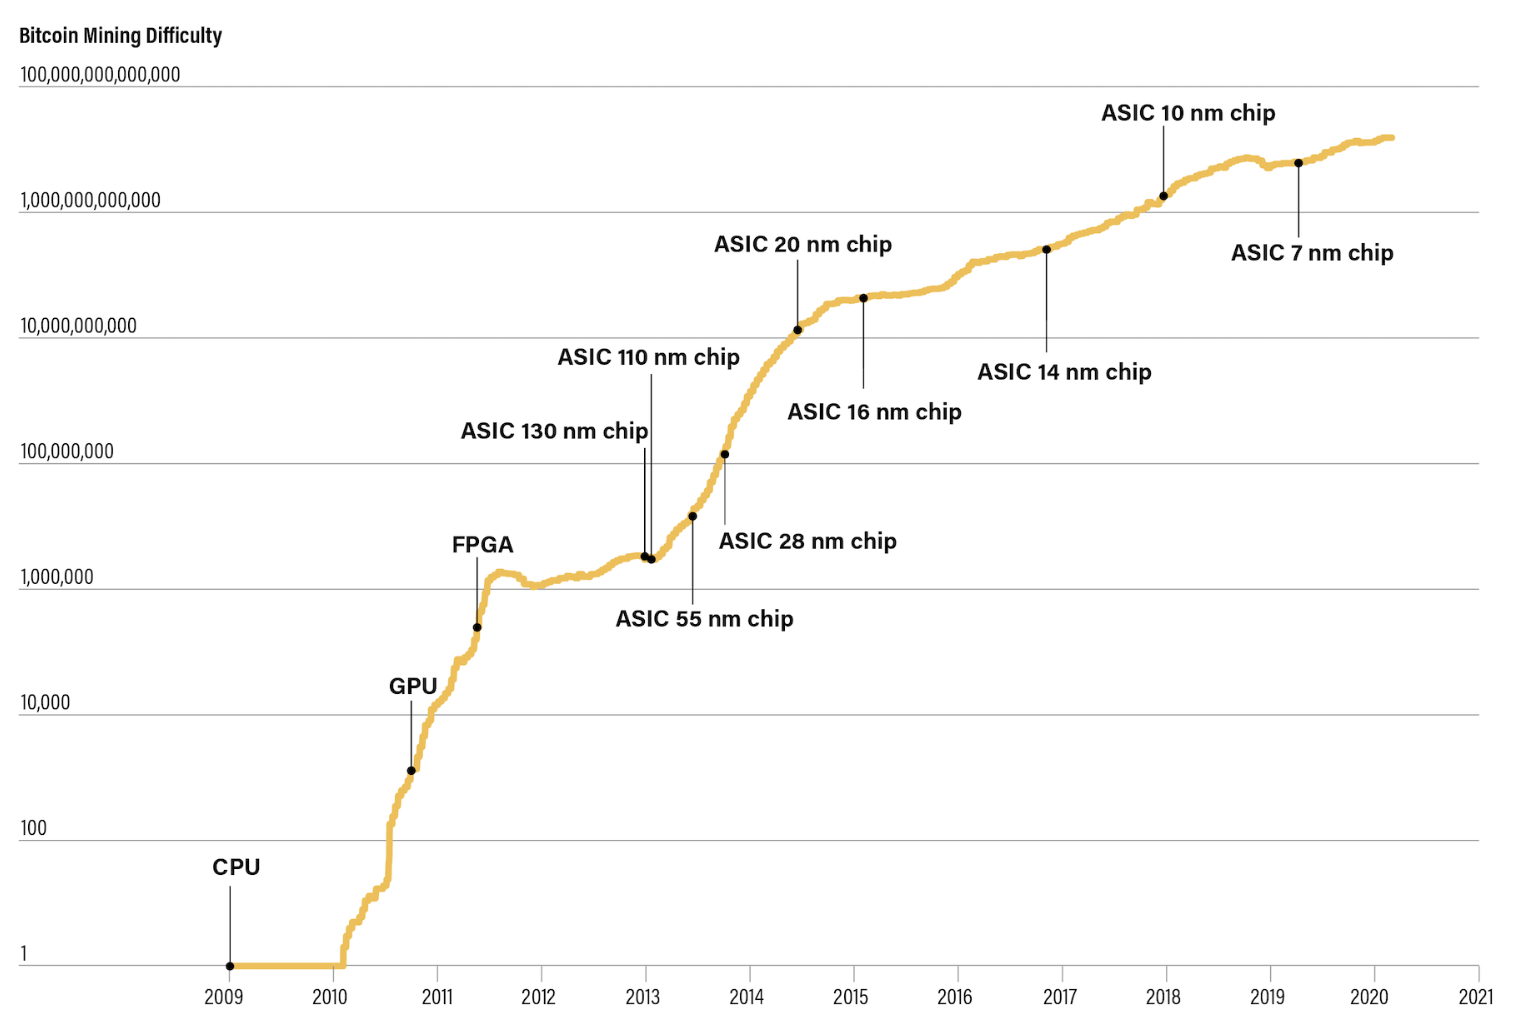 Bitcoin Mining Difficulty
100,000,000,000,000
ASIC 10 nm chip
1,000,000,000,000
ASIC 20 nm chip
ASIC 7 nm chip
10,000,000,000
ASIC 110 nm chip
ASIC 14 nm chip
ASIC 16 nm chip
ASIC 130 nm chip
100,000,000
FPGA
ASIC 28 nm chip
1,000,000
ASIC 55 nm chip
GPU
10,000
100
CPU
1
2009 2010 2011 2012 2013 2014 2015 2016 2017 2018 2019 2020 2021